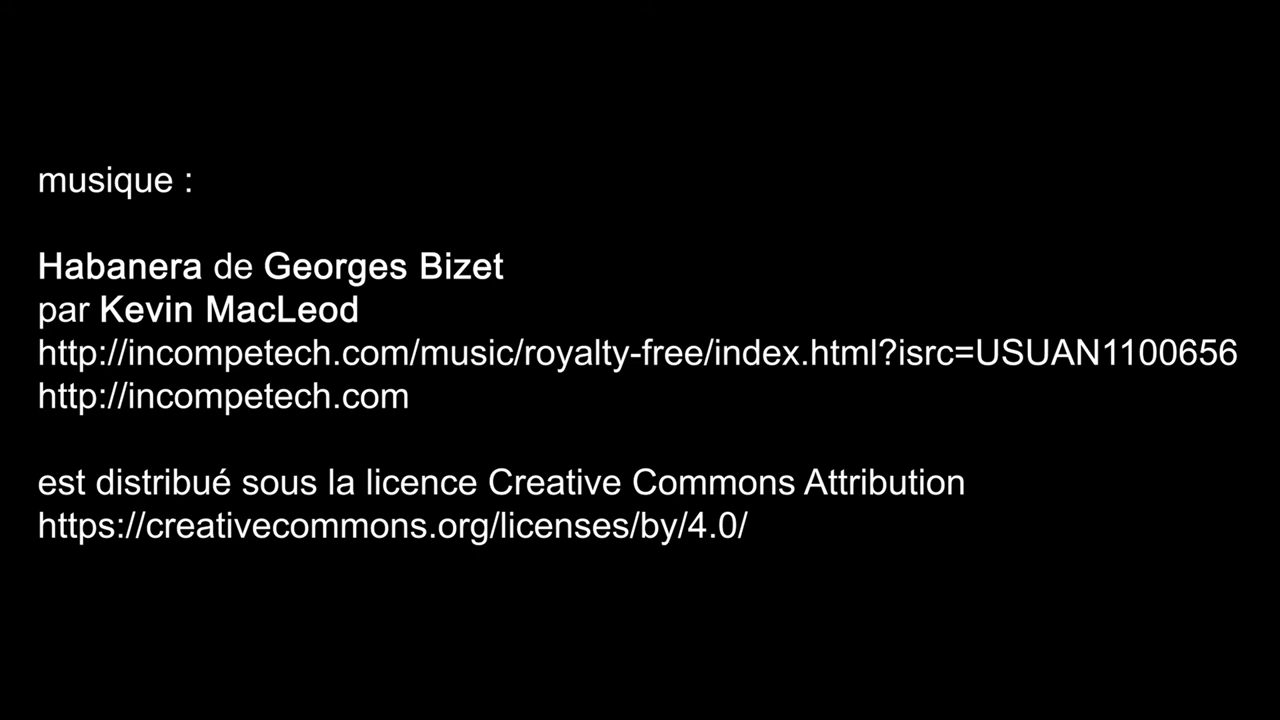 musique :
Habanera de Georges Bizet
par Kevin MacLeod
http://incompetech.com/music/royalty-free/index.html?isrc=USUAN1100656
http://incompetech.com
est distribué sous la licence Creative Commons Attribution
https://creativecommons.org/licenses/by/4.0/